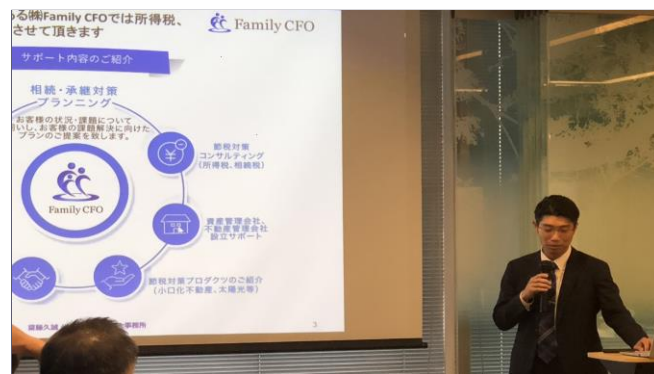 る㈱Family CFOでは所得税、
させて頂きます
Family CFO
サポート内容のご紹介
相続・承継対策
プランニング
お客様の状況・課題について
いし、お客様の課題解決に向けた
プランのご提案を致します。
Family CFO
節税対策
コンサルティング
(所得税、相続税)
資産管理会社、
不動産管理会社
設立サポート
節税対策プロダクツのご紹介
(小口化不動産、太陽光等)
事務所
3